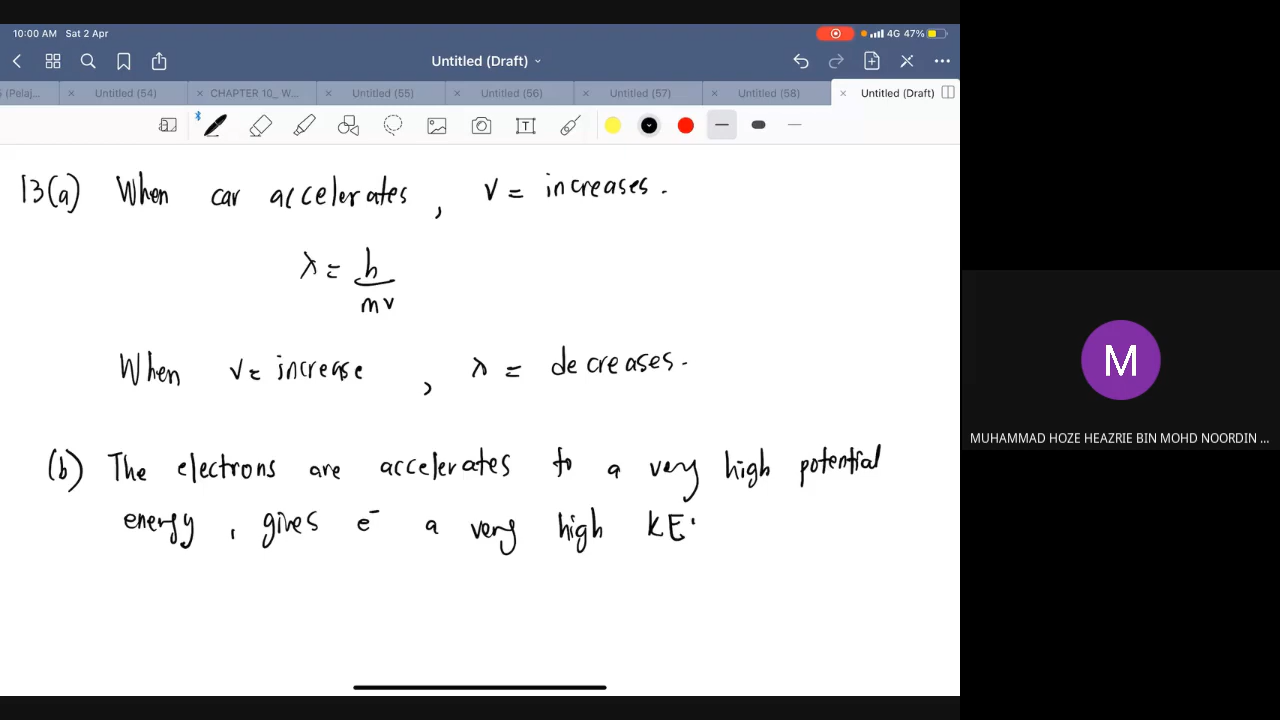 10:00 AM Sat 2 Apr
4G 47%
Untitled (Draft)
5 (Pelaj...
Untitled (54)
CHAPTER 10_ W...
Untitled (55)
Untitled (56)
Untitled (57)
Untitled (58)
Untitled (Draft)
13(a) When car accelerates, v = increases.
λ = h
mv
When v = increase, λ = decreases.
(b) The electrons are accelerates to a very high potential
energy, gives e⁻ a very high KE.
M
MUHAMMAD HOZE HEAZRIE BIN MOHD NOORDIN ...